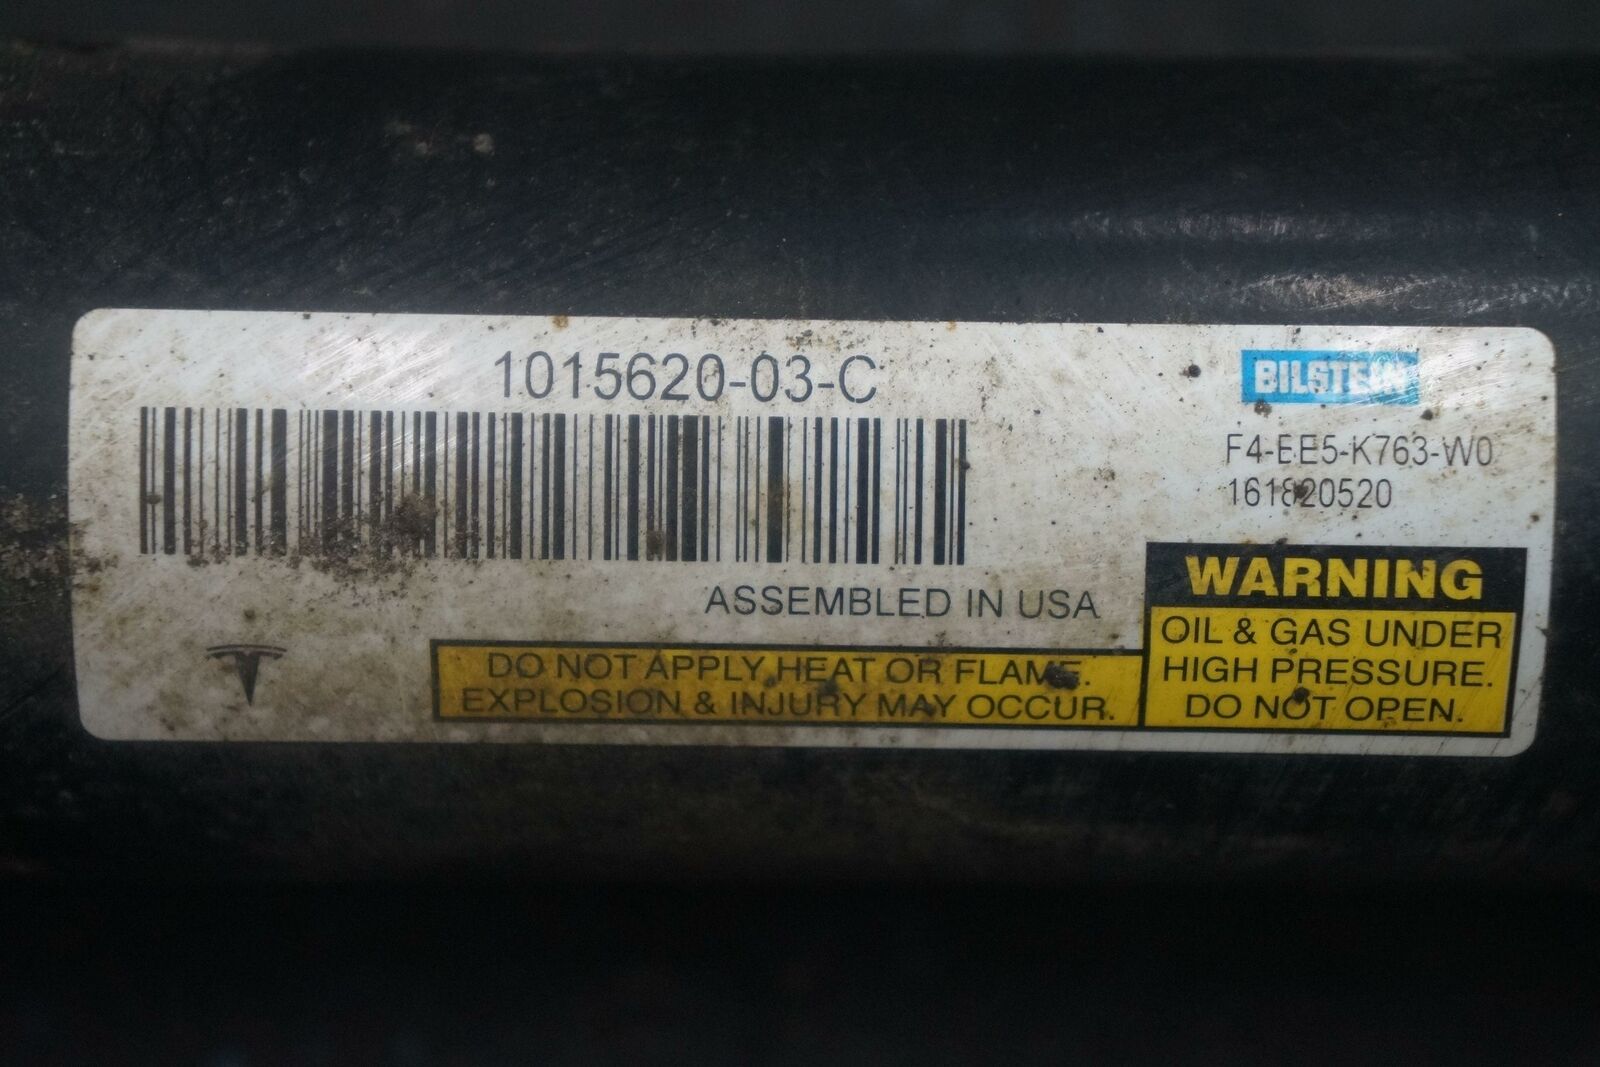 1015620-03-C
BILSTEIN
F4-EE5-K763-W0
161820520
ASSEMBLED IN USA
WARNING
OIL & GAS UNDER
HIGH PRESSURE.
DO NOT OPEN.
DO NOT APPLY HEAT OR FLAME.
EXPLOSION & INJURY MAY OCCUR.